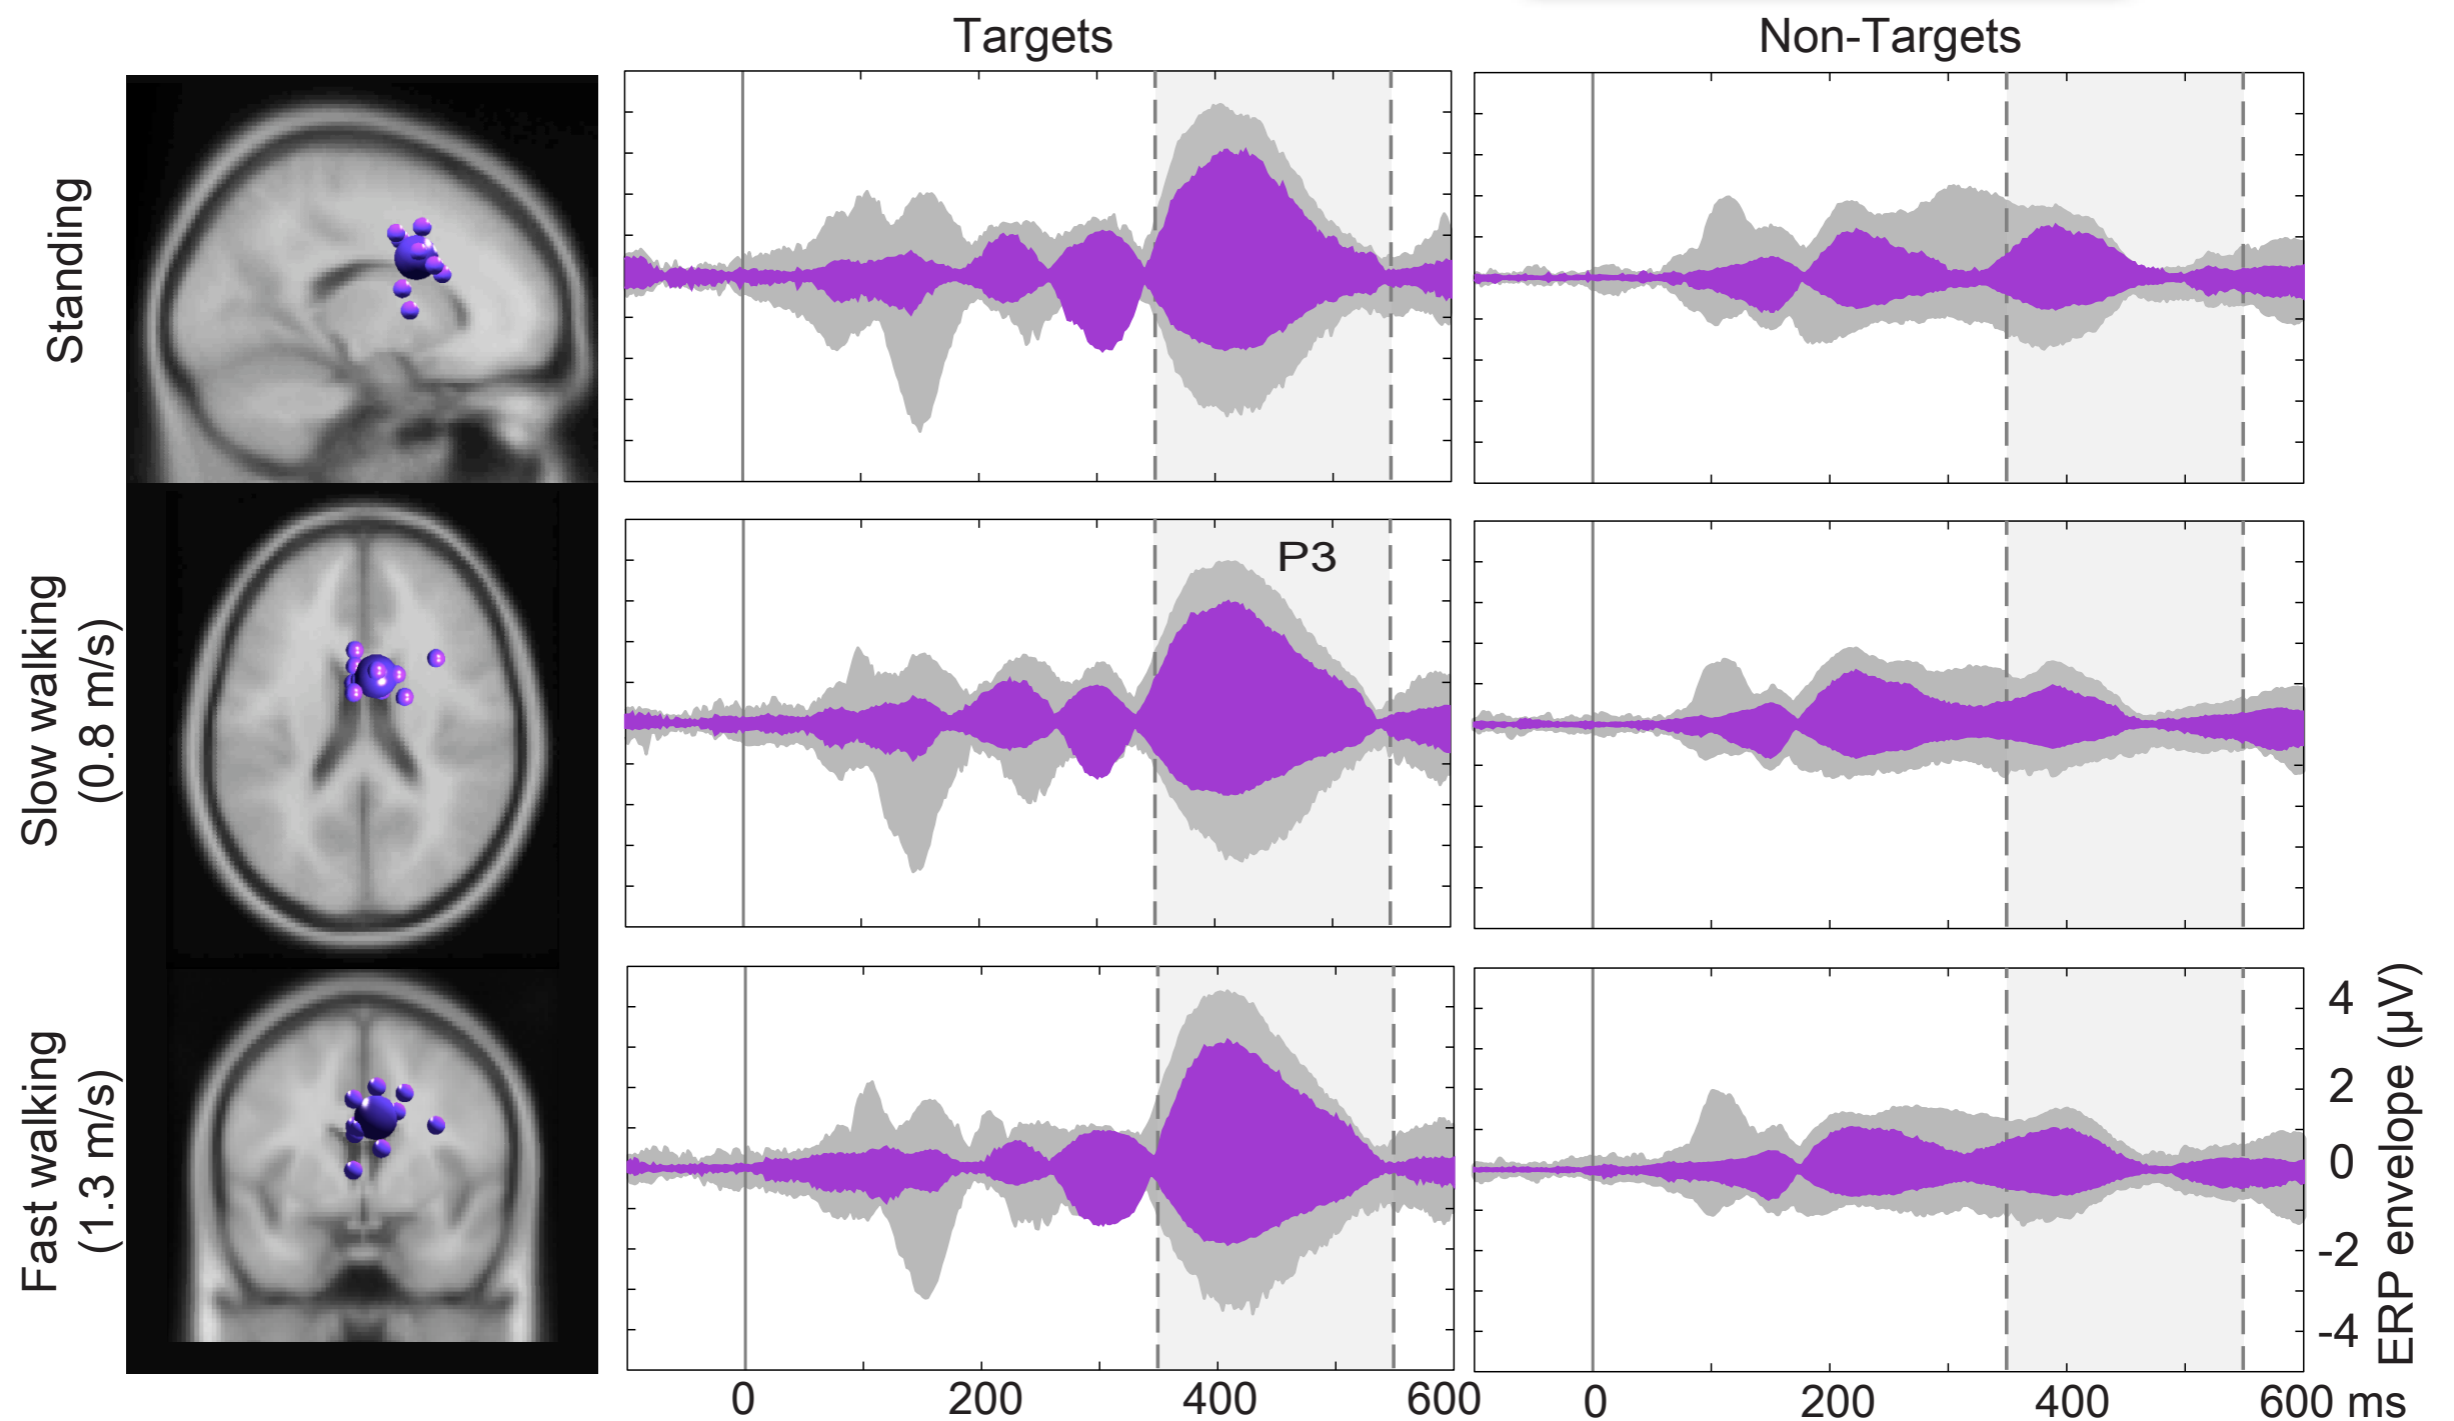 Targets
Non-Targets
Standing
Slow walking
(0.8 m/s)
P3
Fast walking
(1.3 m/s)
4
2
0
-2
-4
ERP envelope (μV)
0
200
400
600
0
200
400
600 ms